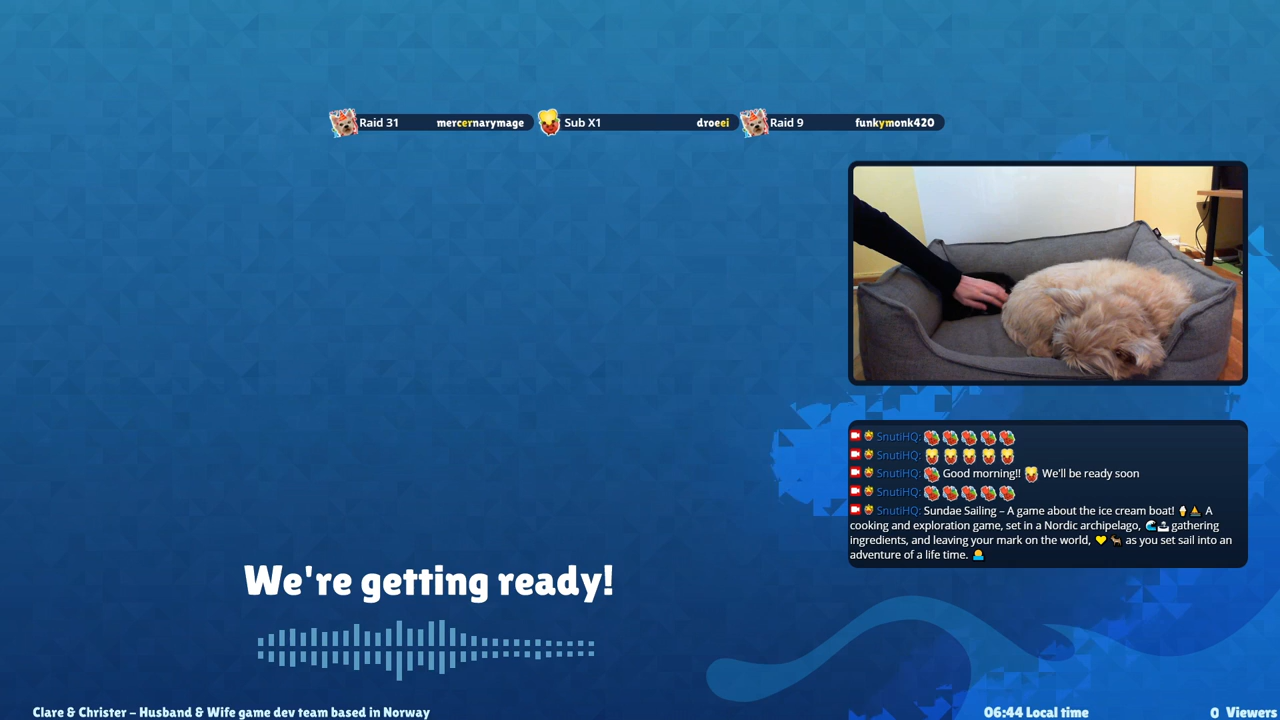 Raid 31 mercernarymage Sub X1 droeei Raid 9 funkymonk420
SnutiHQ:
SnutiHQ:
SnutiHQ: Good morning!! We'll be ready soon
SnutiHQ:
SnutiHQ: Sundae Sailing – A game about the ice cream boat! 🍦⛵ A
cooking and exploration game, set in a Nordic archipelago, 🌊 gathering
ingredients, and leaving your mark on the world, 💛 🐐 as you set sail into an
adventure of a life time.
We're getting ready!
Clare & Christer – Husband & Wife game dev team based in Norway
06:44 Local time
0 Viewers